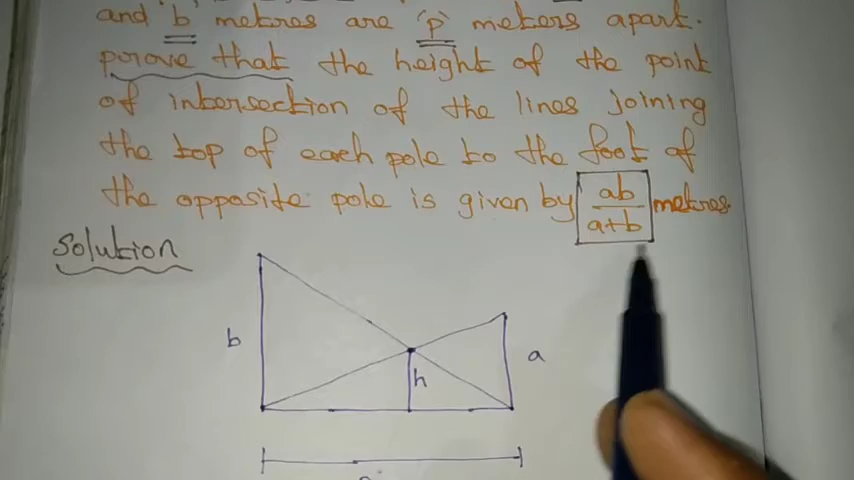 and 'b' metres are 'p' meters apart.
prove that the height of the point
of intersection of the lines joining
the top of each pole to the foot of
the opposite pole is given by ab/a+b metres.
Solution
b
h
a